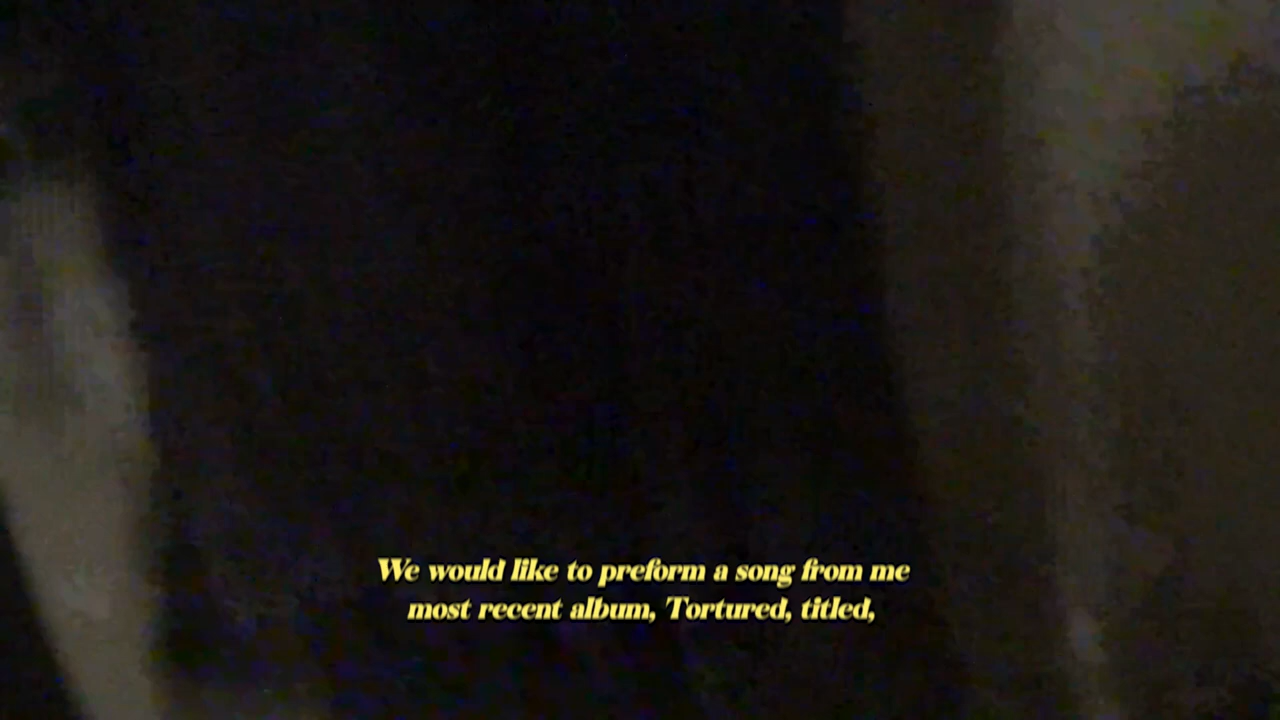 We would like to preform a song from me
most recent album, Tortured, titled,